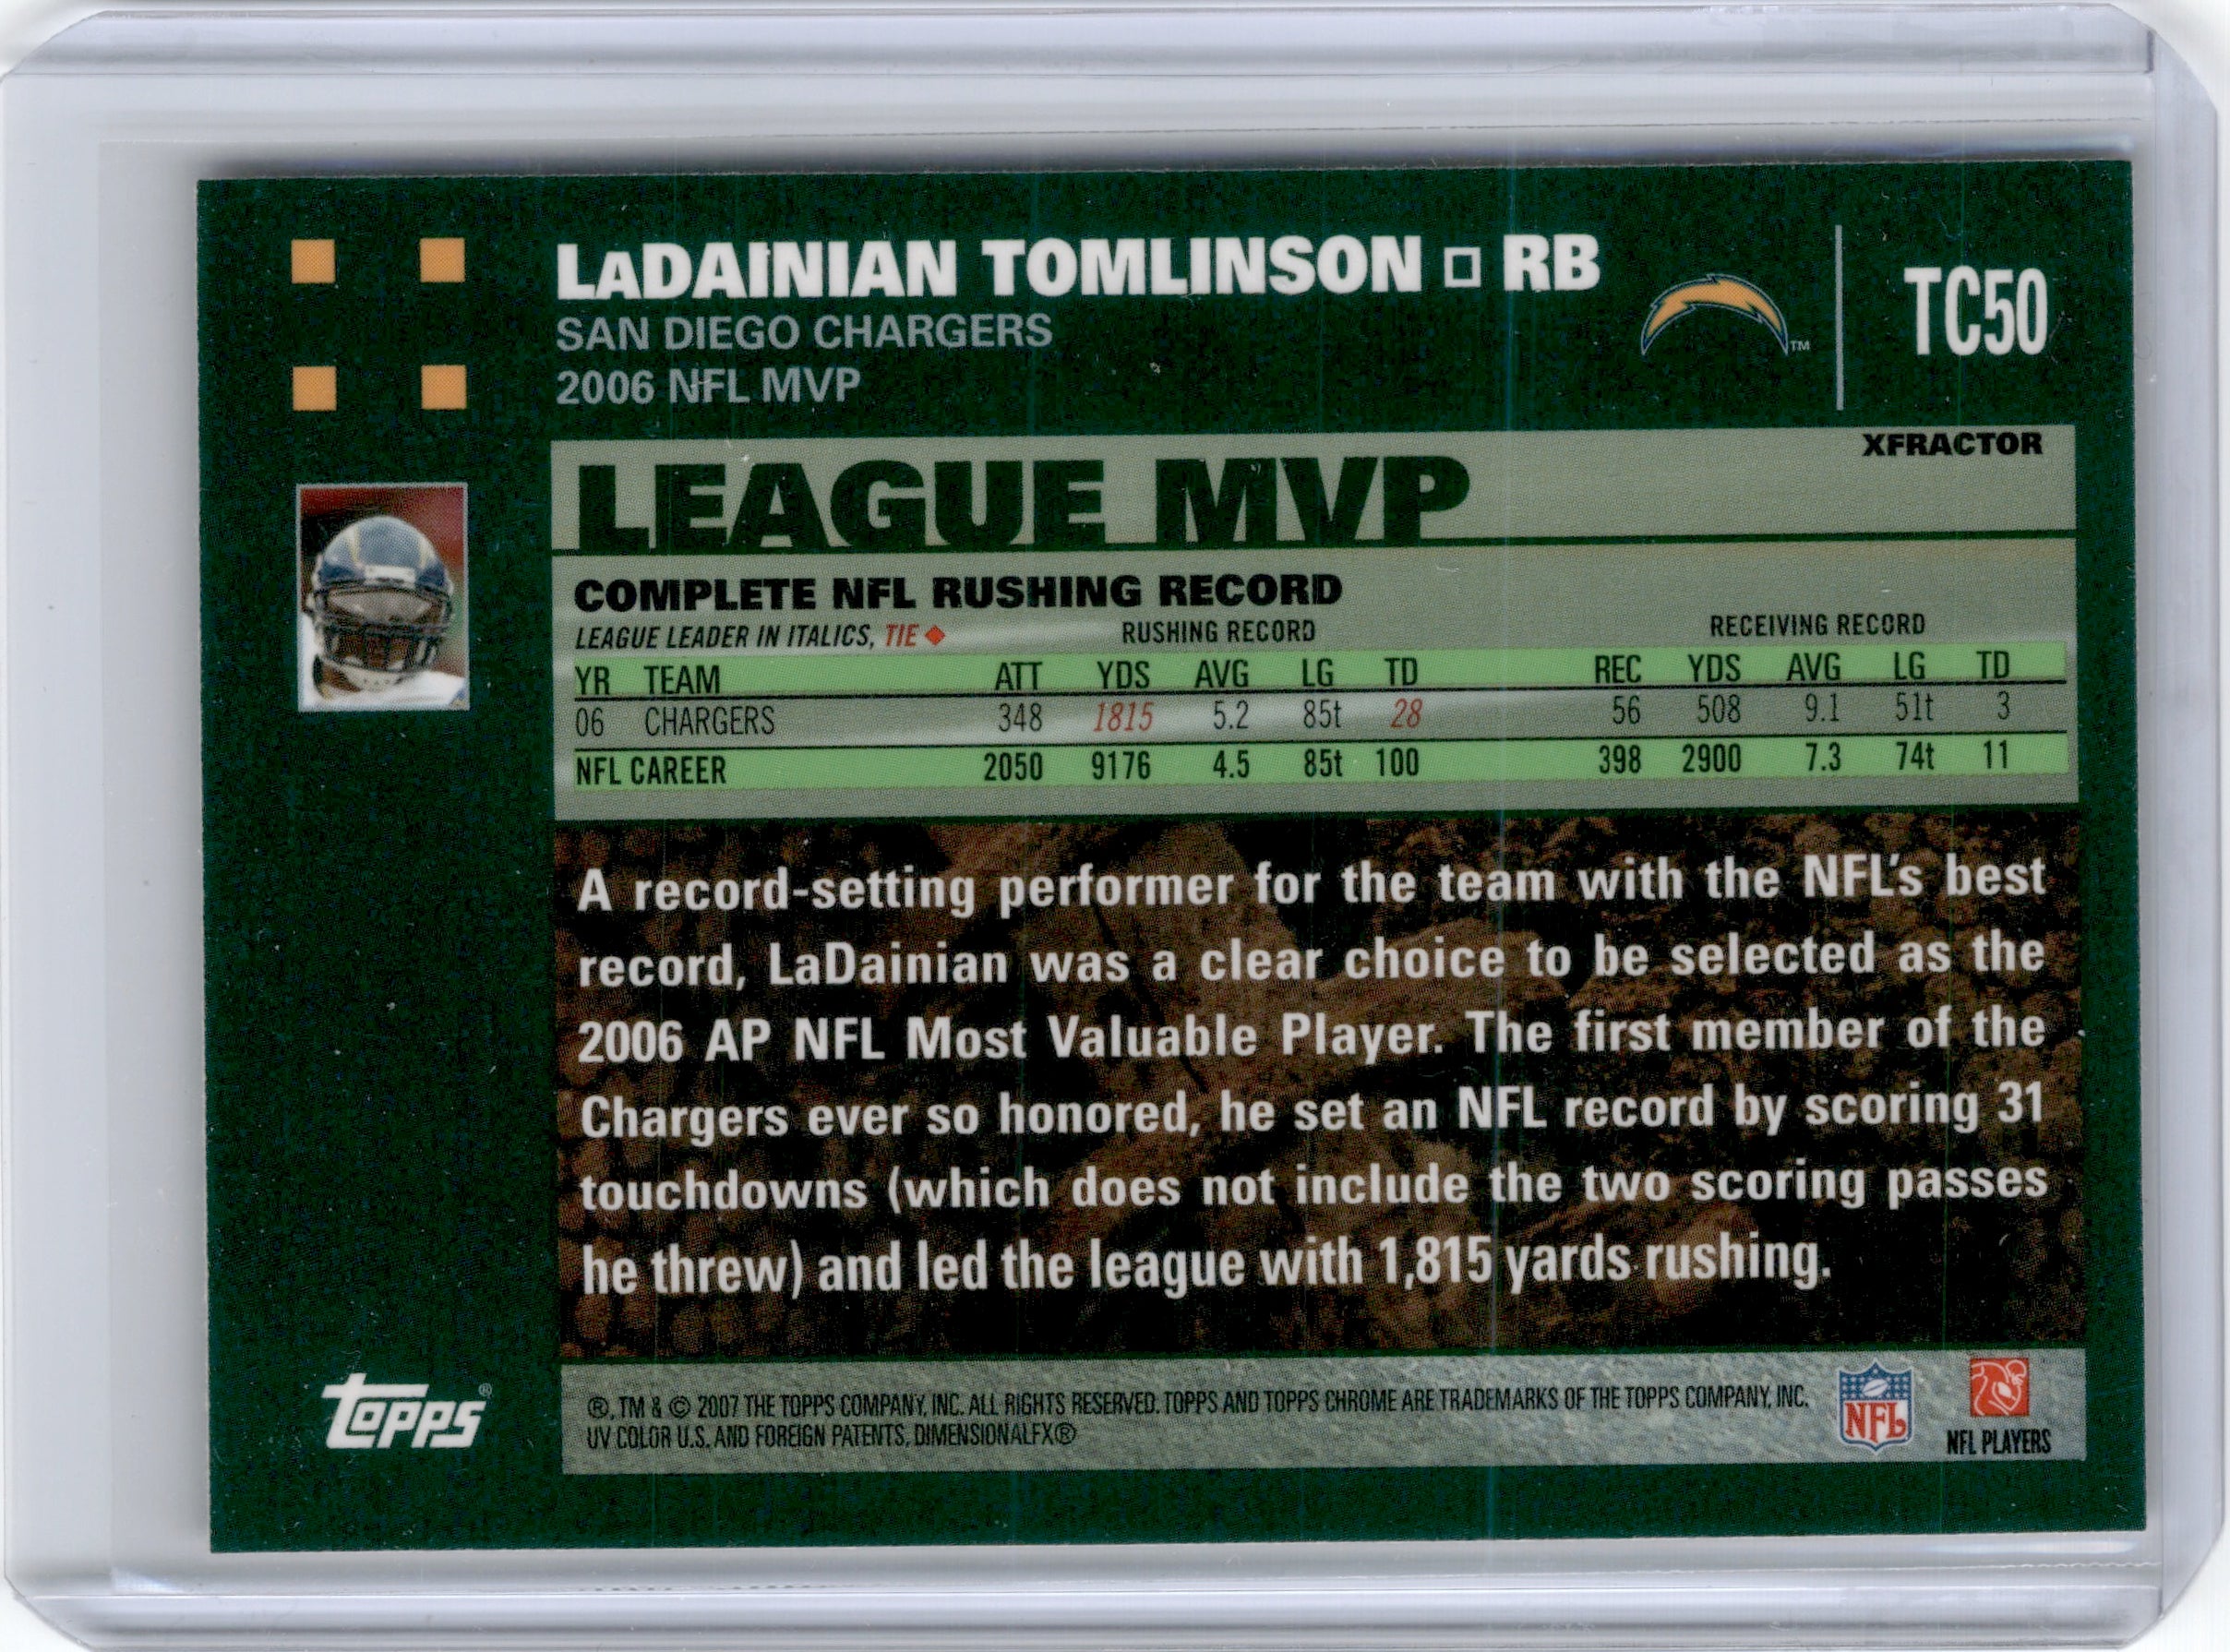 LaDAINIAN TOMLINSON □ RB
SAN DIEGO CHARGERS
2006 NFL MVP
TM
TC50
XFRACTOR
LEAGUE MVP
COMPLETE NFL RUSHING RECORD
LEAGUE LEADER IN ITALICS, TIE ◆ RUSHING RECORD RECEIVING RECORD
YR TEAM ATT YDS AVG LG TD REC YDS AVG LG TD
06 CHARGERS 348 1815 5.2 85t 28 56 508 9.1 51t 3
NFL CAREER 2050 9176 4.5 85t 100 398 2900 7.3 74t 11
A record-setting performer for the team with the NFL's best
record, LaDainian was a clear choice to be selected as the
2006 AP NFL Most Valuable Player. The first member of the
Chargers ever so honored, he set an NFL record by scoring 31
touchdowns (which does not include the two scoring passes
he threw) and led the league with 1,815 yards rushing.
topps®
®, TM & © 2007 THE TOPPS COMPANY, INC. ALL RIGHTS RESERVED. TOPPS AND TOPPS CHROME ARE TRADEMARKS OF THE TOPPS COMPANY, INC.
UV COLOR U.S. AND FOREIGN PATENTS, DIMENSIONALFX®
NFL
NFL PLAYERS